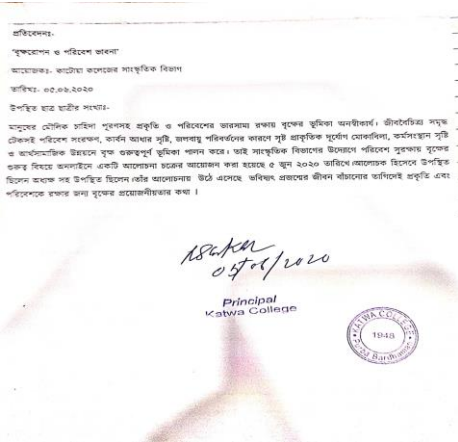 প্রতিবেদনঃ-
'বৃক্ষরোপন ও পরিবেশ ভাবনা'
আয়োজকঃ- কাটোয়া কলেজের সাংস্কৃতিক বিভাগ
তারিখঃ- ০৫.০৬.২০২০
উপস্থিত ছাত্র ছাত্রীর সংখ্যাঃ-
মানুষের মৌলিক চাহিদা পূরণসহ প্রকৃতি ও পরিবেশের ভারসাম্য রক্ষায় বৃক্ষের ভূমিকা অনস্বীকার্য। জীববৈচিত্র্য সমৃদ্ধ
টেকসই পরিবেশ সংরক্ষণ, কার্বন আধার সৃষ্টি, জলবায়ু পরিবর্তনের কারণে সৃষ্ট প্রাকৃতিক দূর্যোগ মোকাবিলা, কর্মসংস্থান সৃষ্টি
ও আর্থসামাজিক উন্নয়নে বৃক্ষ গুরুত্বপূর্ণ ভূমিকা পালন করে। তাই সাংস্কৃতিক বিভাগের উদ্যোগে পরিবেশ সুরক্ষায় বৃক্ষের
গুরুত্ব বিষয়ে অনলাইনে একটি আলোচনা চক্রের আয়োজন করা হয়েছে ৫ জুন ২০২০ তারিখে।আলোচক হিসেবে উপস্থিত
ছিলেন অধ্যক্ষ সহ উপস্থিত ছিলেন।তাঁর আলোচনায় উঠে এসেছে ভবিষ্যৎ প্রজন্মের জীবন বাঁচানোর তাগিদেই প্রকৃতি এবং
পরিবেশকে রক্ষার জন্য বৃক্ষের প্রয়োজনীয়তার কথা ।
05/06/2020
Principal
Katwa College
KATWA COLLEGE
1948
Purba Bardhaman